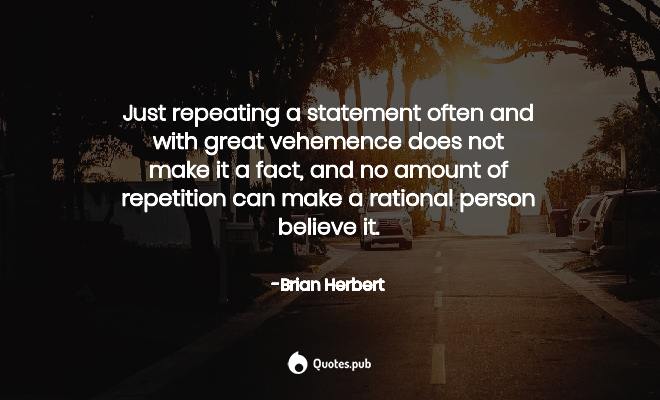 Just repeating a statement often and
with great vehemence does not
make it a fact, and no amount of
repetition can make a rational person
believe it.
-Brian Herbert
Quotes.pub